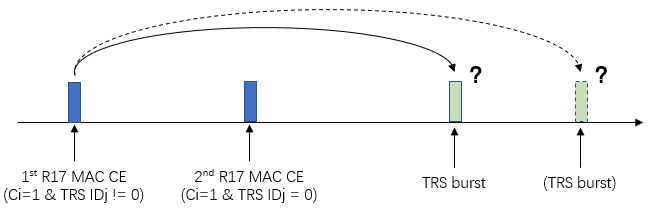 ?
?
1st R17 MAC CE
(Ci=1 & TRS IDj != 0)
2nd R17 MAC CE
(Ci=1 & TRS IDj = 0)
TRS burst
(TRS burst)